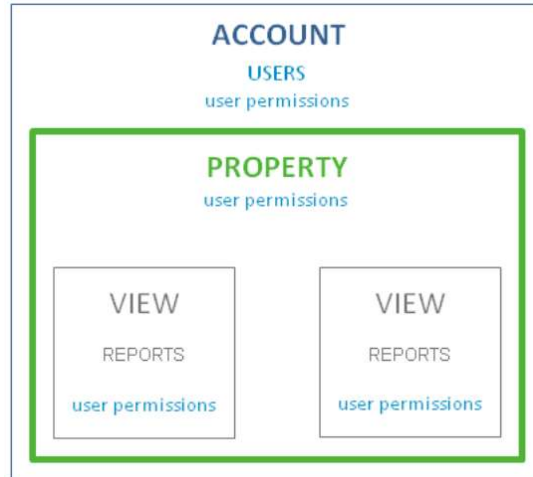 ACCOUNT
USERS
user permissions
PROPERTY
user permissions
VIEW
REPORTS
user permissions
VIEW
REPORTS
user permissions